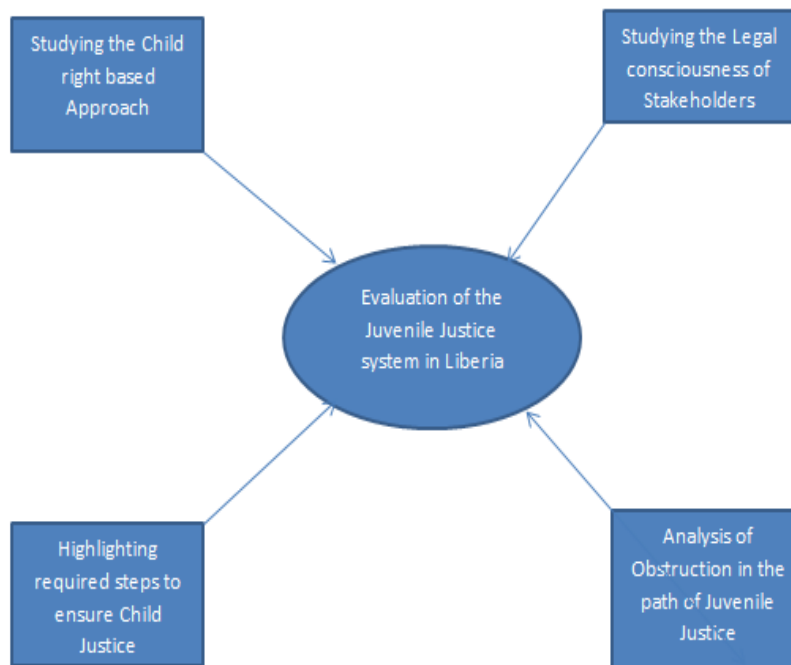 Studying the Child
right based
Approach
Studying the Legal
consciousness of
Stakeholders
Evaluation of the
Juvenile Justice
system in Liberia
Highlighting
required steps to
ensure Child
Justice
Analysis of
Obstruction in the
path of Juvenile
Justice